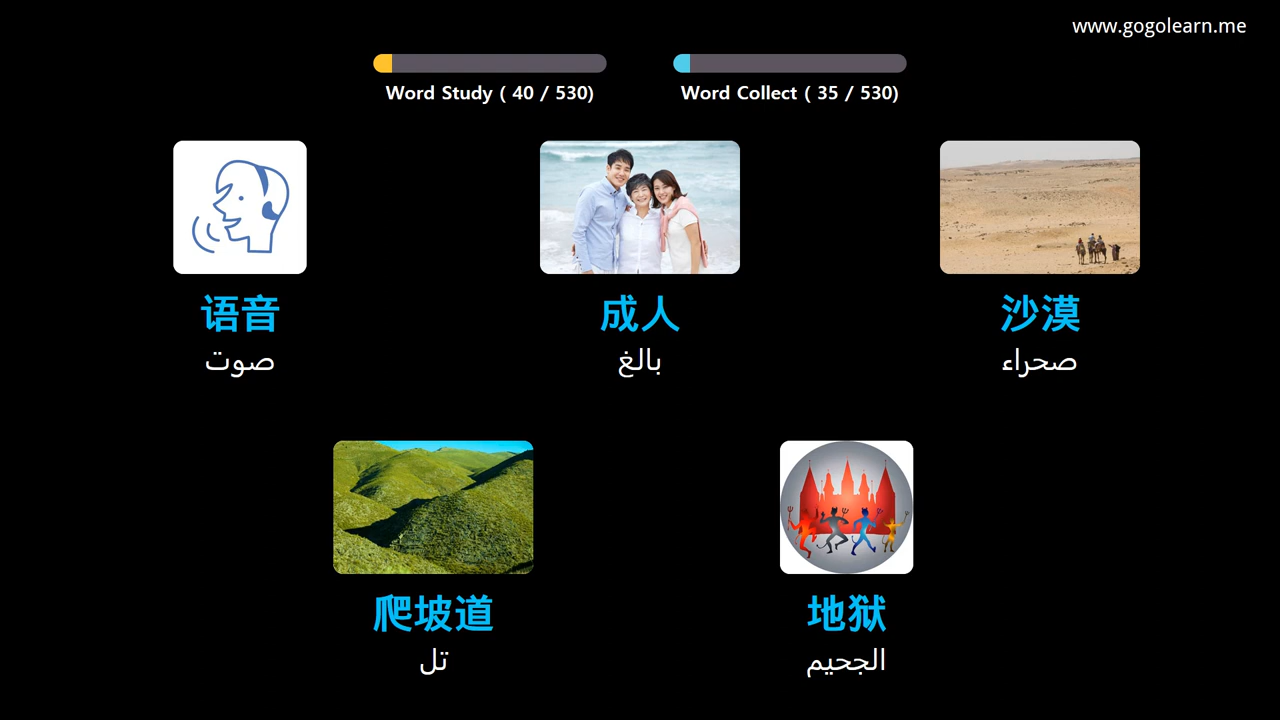 www.gogolearn.me
Word Study ( 40 / 530)
Word Collect ( 35 / 530)
语音
صوت
成人
بالغ
沙漠
صحراء
爬坡道
تل
地狱
الجحيم